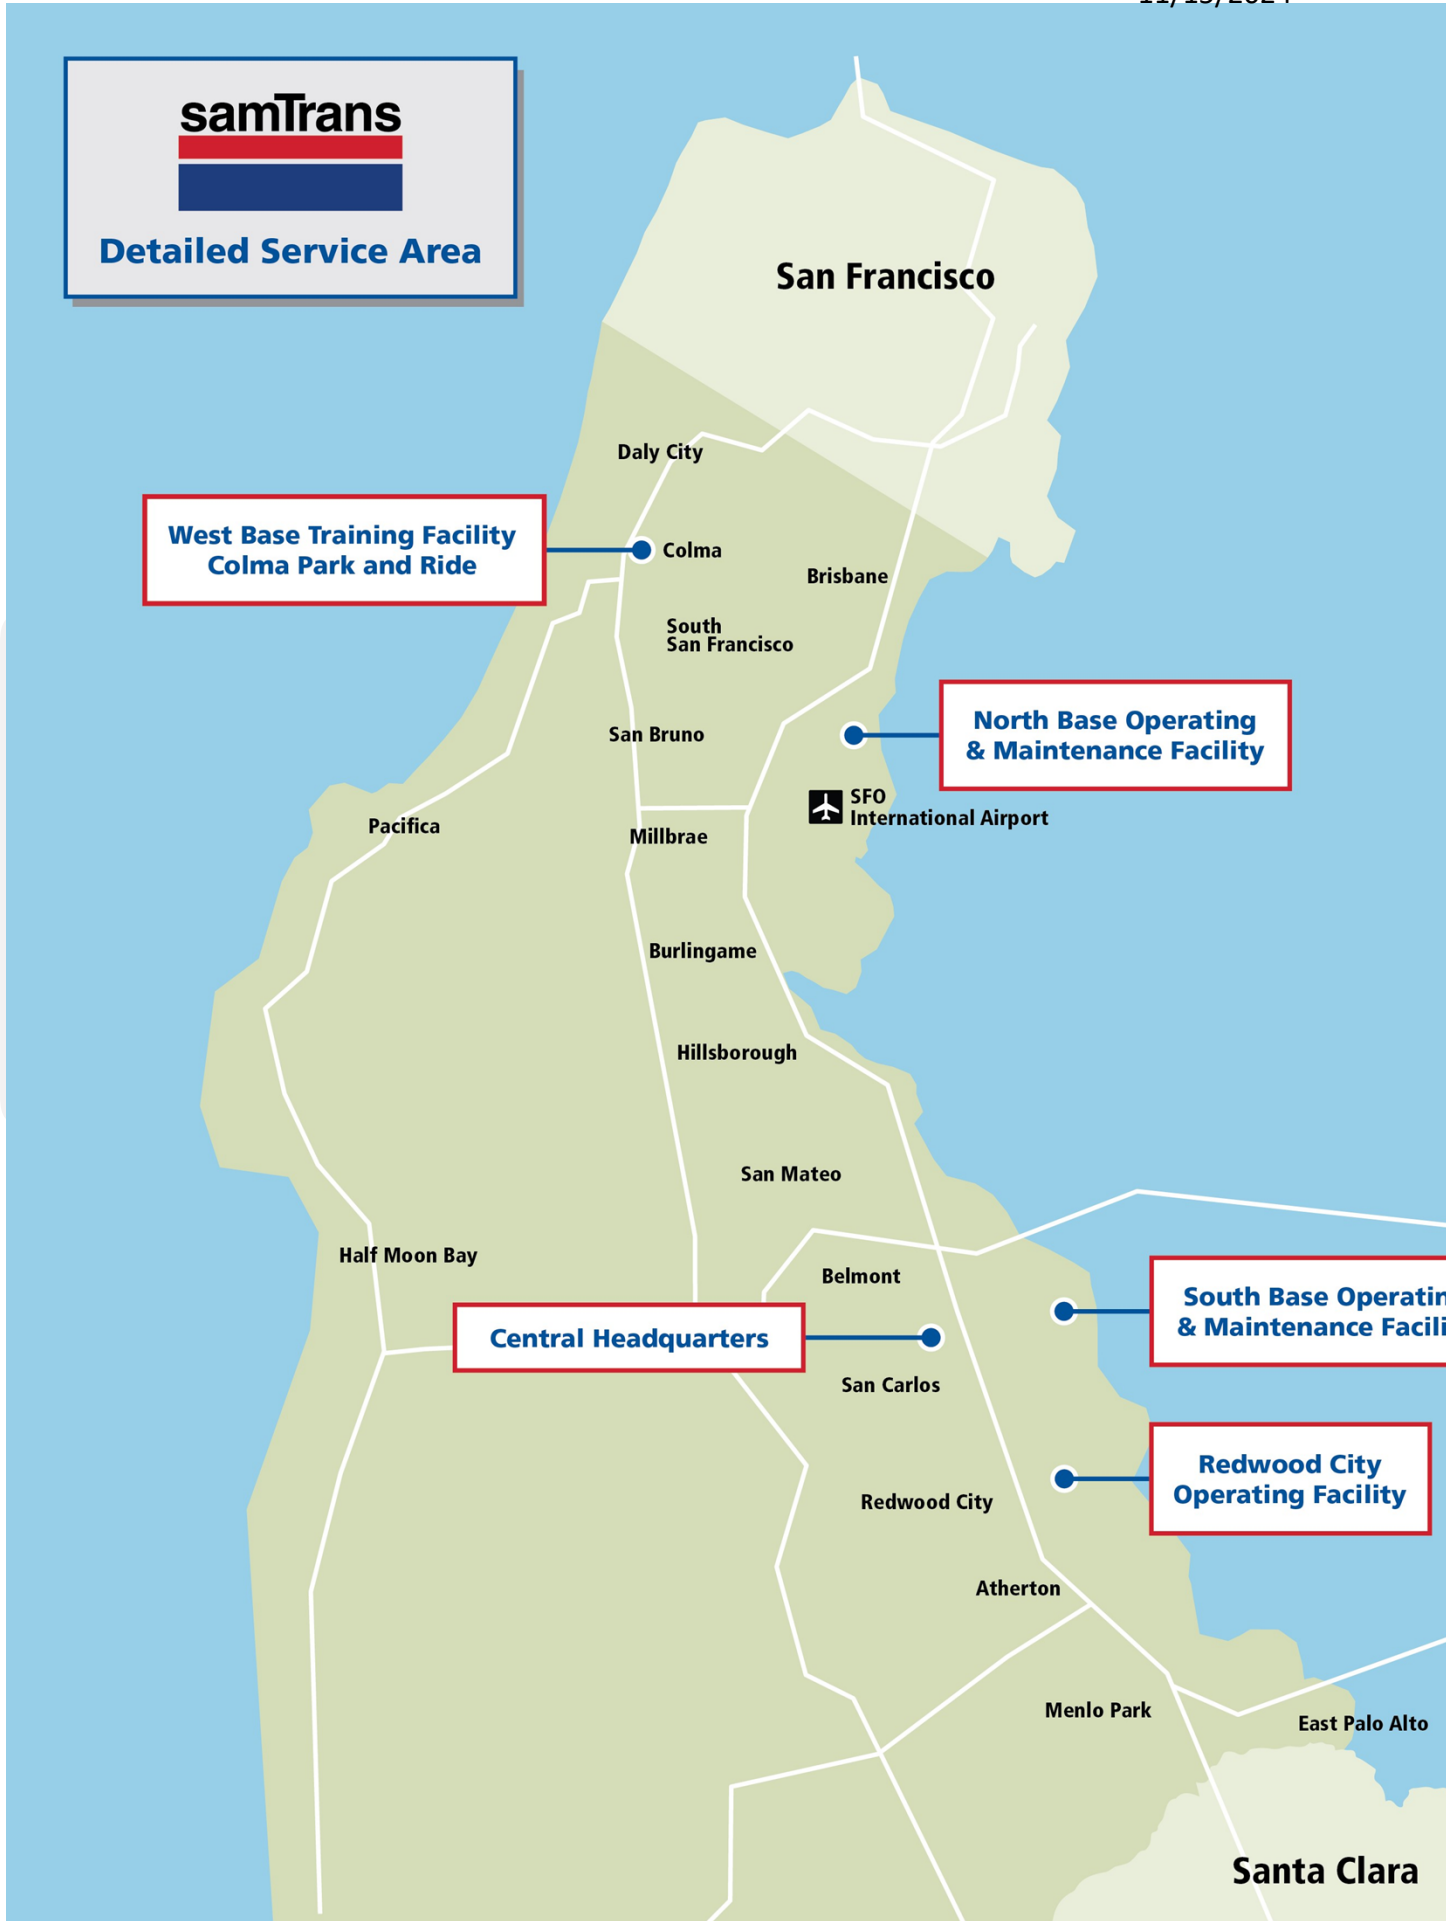 samTrans
Detailed Service Area
San Francisco
Daly City
West Base Training Facility
Colma Park and Ride
Colma
Brisbane
South
San Francisco
North Base Operating
& Maintenance Facility
San Bruno
SFO
International Airport
Pacifica
Millbrae
Burlingame
Hillsborough
San Mateo
Half Moon Bay
Belmont
South Base
& Maintenance
Central Headquarters
San Carlos
Redwood City
Operating Facility
Redwood City
Atherton
Menlo Park
East Palo Alto
Santa Clara